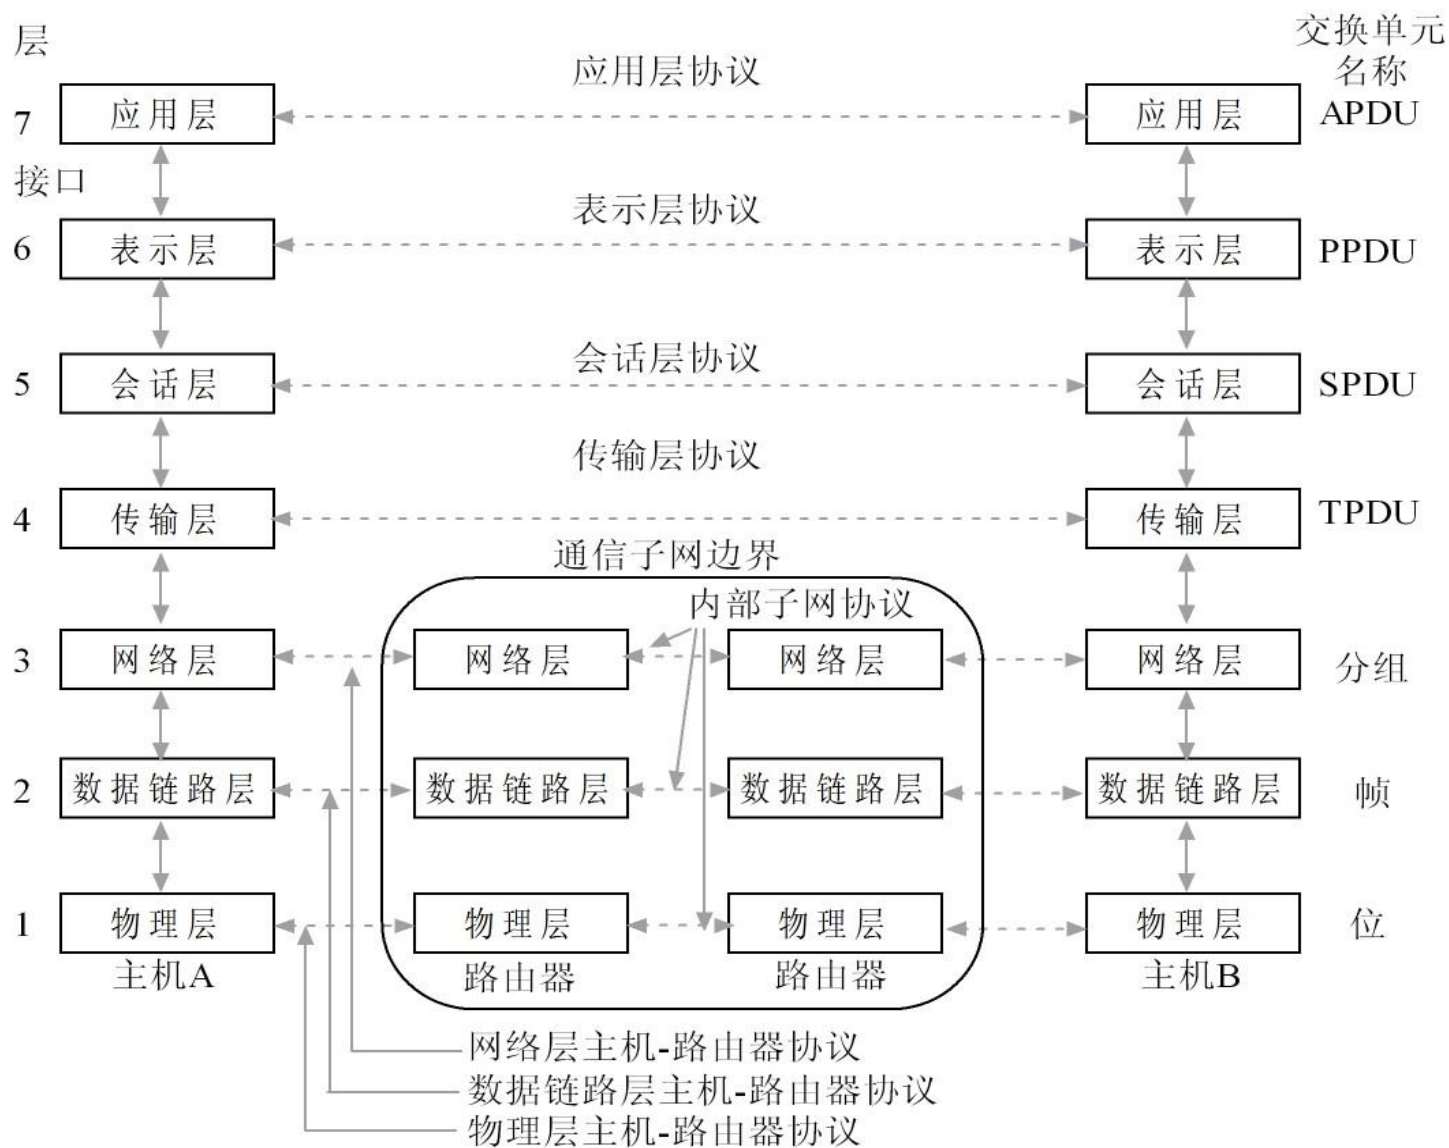 层
交换单元
名称
应用层协议
7
应用层
应用层
APDU
接口
表示层协议
6
表示层
表示层
PPDU
会话层协议
5
会话层
会话层
SPDU
传输层协议
4
传输层
传输层
TPDU
通信子网边界
内部子网协议
3
网络层
网络层
网络层
网络层
分组
2
数据链路层
数据链路层
数据链路层
数据链路层
帧
1
物理层
物理层
物理层
物理层
位
主机A
路由器
路由器
主机B
网络层主机-路由器协议
数据链路层主机-路由器协议
物理层主机-路由器协议